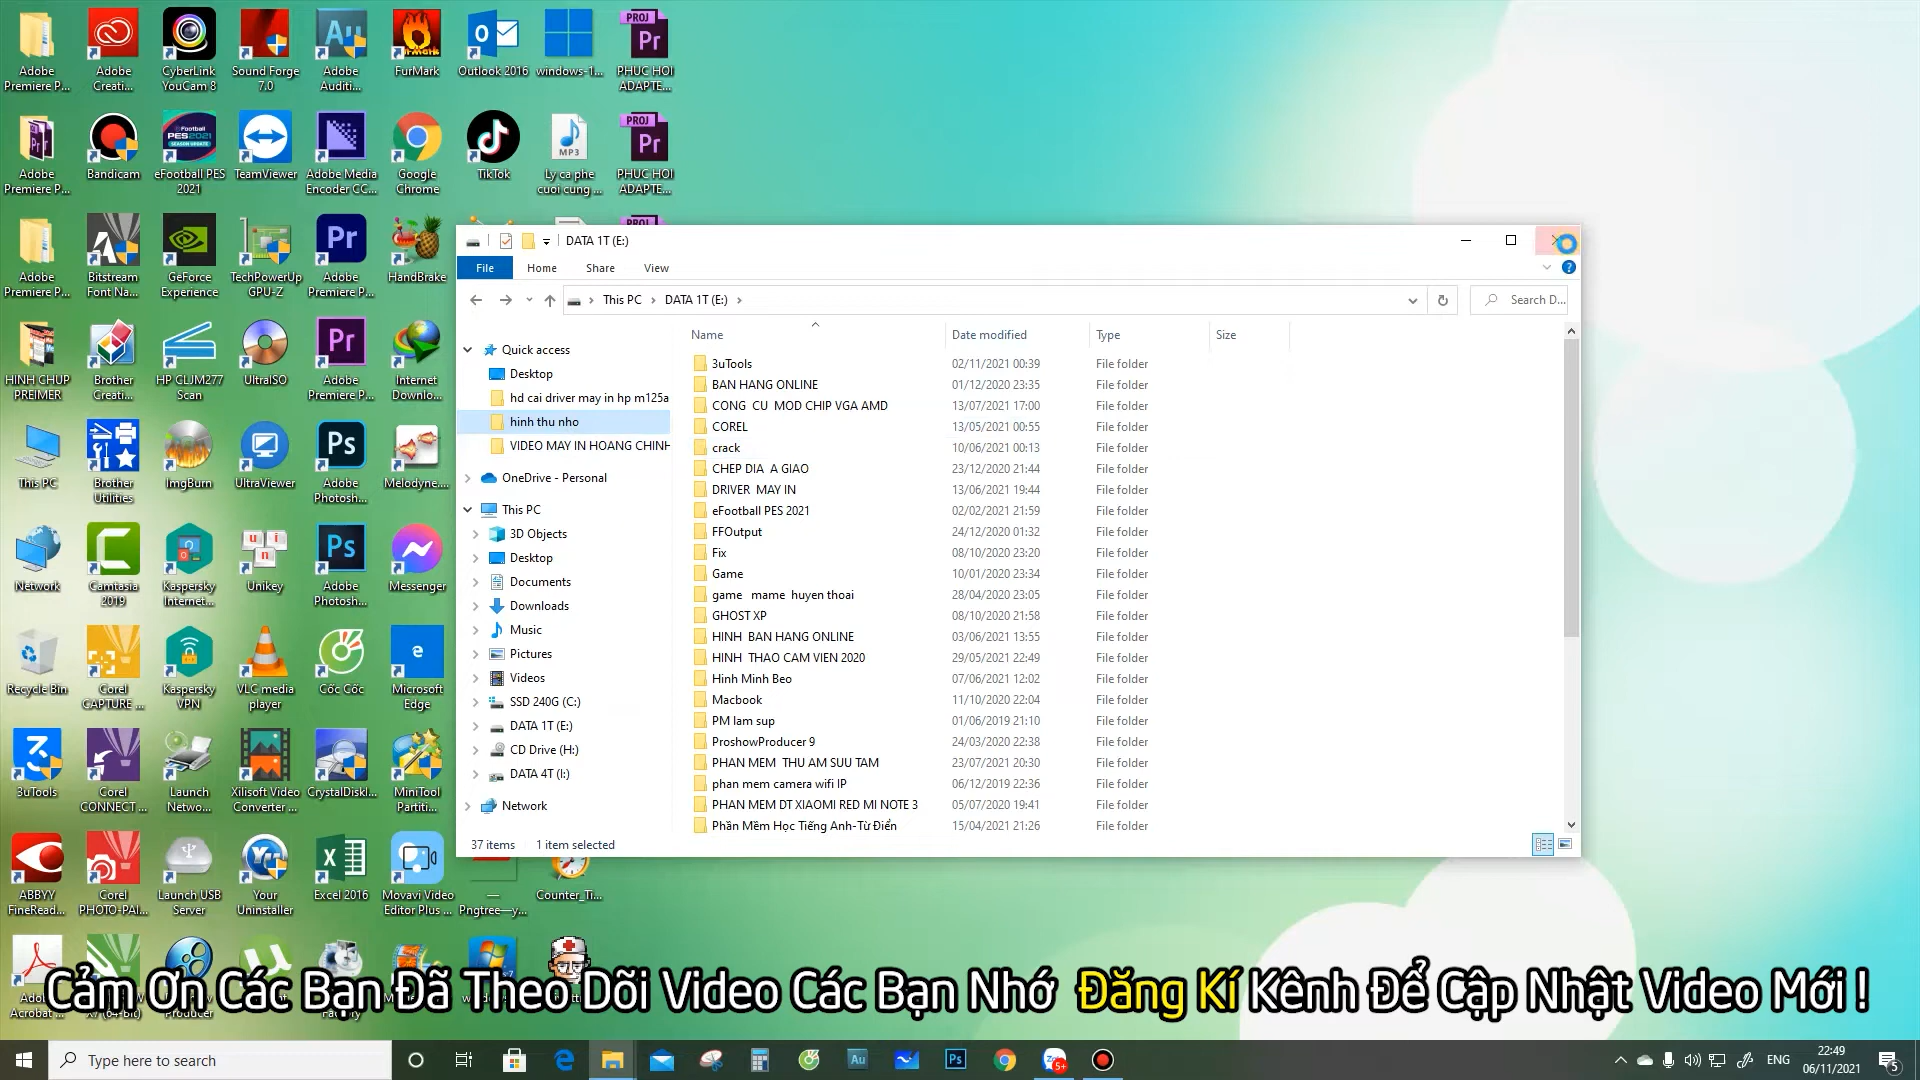 Adobe Premiere P...
Adobe Creati...
CyberLink YouCam 8
Sound Forge 7.0
Adobe Auditi...
FurMark
Outlook 2016
windows-1...
PHUC HOI ADAPTE...
Adobe Premiere P...
Bandicam
eFootball PES 2021
TeamViewer
Adobe Media Encoder CC...
Google Chrome
TikTok
Ly ca phe cuoi cung ...
PHUC HOI ADAPTE...
Adobe Premiere P...
Bitstream Font Na...
GeForce Experience
TechPowerUp GPU-Z
Adobe Premiere P...
HandBrake
HINH CHUP PREIMER
Brother Creati...
HP CLJM277 Scan
UltraISO
Adobe Premiere P...
Internet Downlo...
This PC
Brother Utilities
ImgBurn
UltraViewer
Adobe Photosh...
Melodyne....
Network
Camtasia 2019
Kaspersky Internet...
Unikey
Adobe Photosh...
Messenger
Recycle Bin
Corel CAPTURE ...
Kaspersky VPN
VLC media player
Cốc Cốc
Microsoft Edge
3uTools
Corel CONNECT ...
Launch Netwo...
Xilisoft Video Converter ...
CrystalDiskI...
MiniTool Partiti...
ABBYY FineRead...
Corel PHOTO-PAI...
Launch USB Server
Your Uninstaller
Excel 2016
Movavi Video Editor Plus ...
Pngtree—y...
Counter_Ti...
DATA 1T (E:)
File Home Share View
This PC DATA 1T (E:)
Search D...
Quick access
Desktop
hd cai driver may in hp m125a
hinh thu nho
VIDEO MAY IN HOANG CHINH
OneDrive - Personal
This PC
3D Objects
Desktop
Documents
Downloads
Music
Pictures
Videos
SSD 240G (C:)
DATA 1T (E:)
CD Drive (H:)
DATA 4T (I:)
Network
Name Date modified Type Size
3uTools 02/11/2021 00:39 File folder
BAN HANG ONLINE 01/12/2020 23:35 File folder
CONG CU MOD CHIP VGA AMD 13/07/2021 17:00 File folder
COREL 13/05/2021 00:55 File folder
crack 10/06/2021 00:13 File folder
CHEP DIA A GIAO 23/12/2020 21:44 File folder
DRIVER MAY IN 13/06/2021 19:44 File folder
eFootball PES 2021 02/02/2021 21:59 File folder
FFOutput 24/12/2020 01:32 File folder
Fix 08/10/2020 23:20 File folder
Game 10/01/2020 23:34 File folder
game mame huyen thoai 28/04/2020 23:05 File folder
GHOST XP 08/10/2020 21:58 File folder
HINH BAN HANG ONLINE 03/06/2021 13:55 File folder
HINH THAO CAM VIEN 2020 29/05/2021 22:49 File folder
Hinh Minh Beo 07/06/2021 12:02 File folder
Macbook 11/10/2020 22:04 File folder
PM lam sup 01/06/2019 21:10 File folder
ProshowProducer 9 24/03/2020 22:38 File folder
PHAN MEM THU AM SUU TAM 23/07/2021 20:30 File folder
phan mem camera wifi IP 06/12/2019 22:36 File folder
PHAN MEM DT XIAOMI RED MI NOTE 3 05/07/2020 19:41 File folder
Phần Mềm Học Tiếng Anh-Từ Điển 15/04/2021 21:26 File folder
37 items 1 item selected
Cảm Ơn Các Bạn Đã Theo Dõi Video Các Bạn Nhớ Đăng Kí Kênh Để Cập Nhật Video Mới !
Type here to search
ENG
22:49
06/11/2021